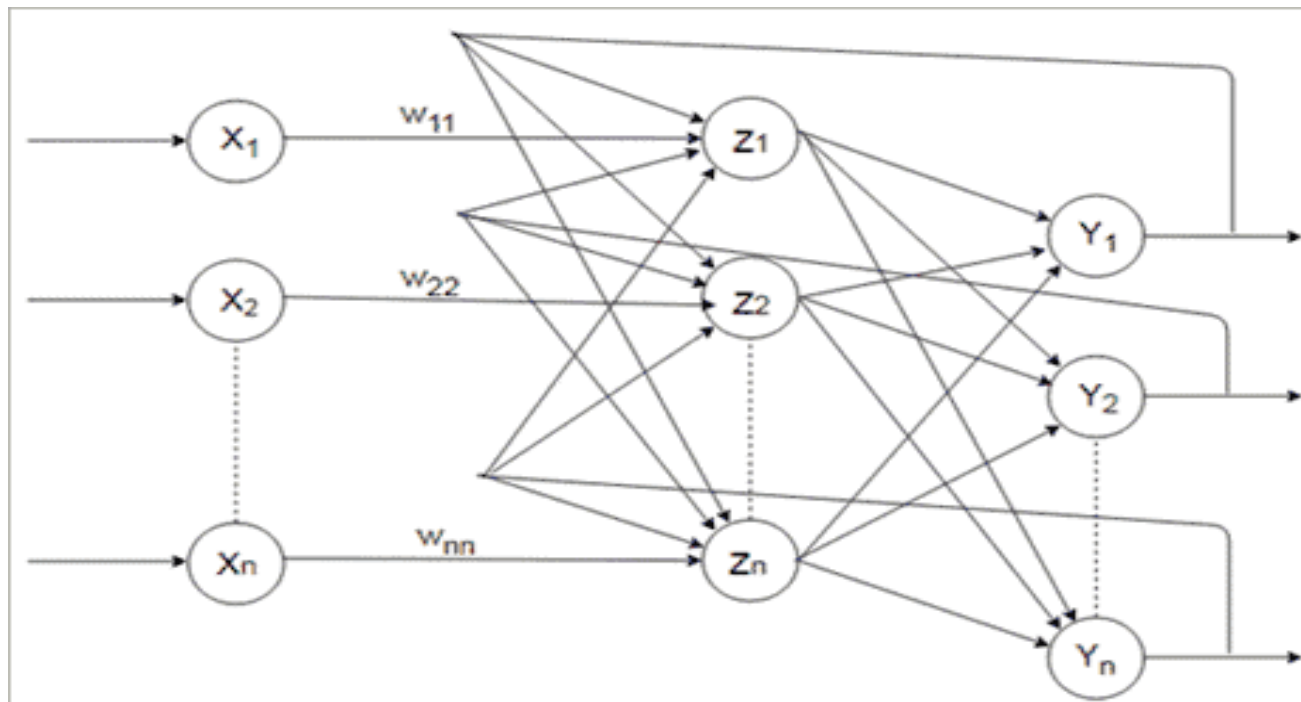 w₁₁
X₁
Z₁
Y₁
w₂₂
X₂
Z₂
Y₂
wₙₙ
Xₙ
Zₙ
Yₙ